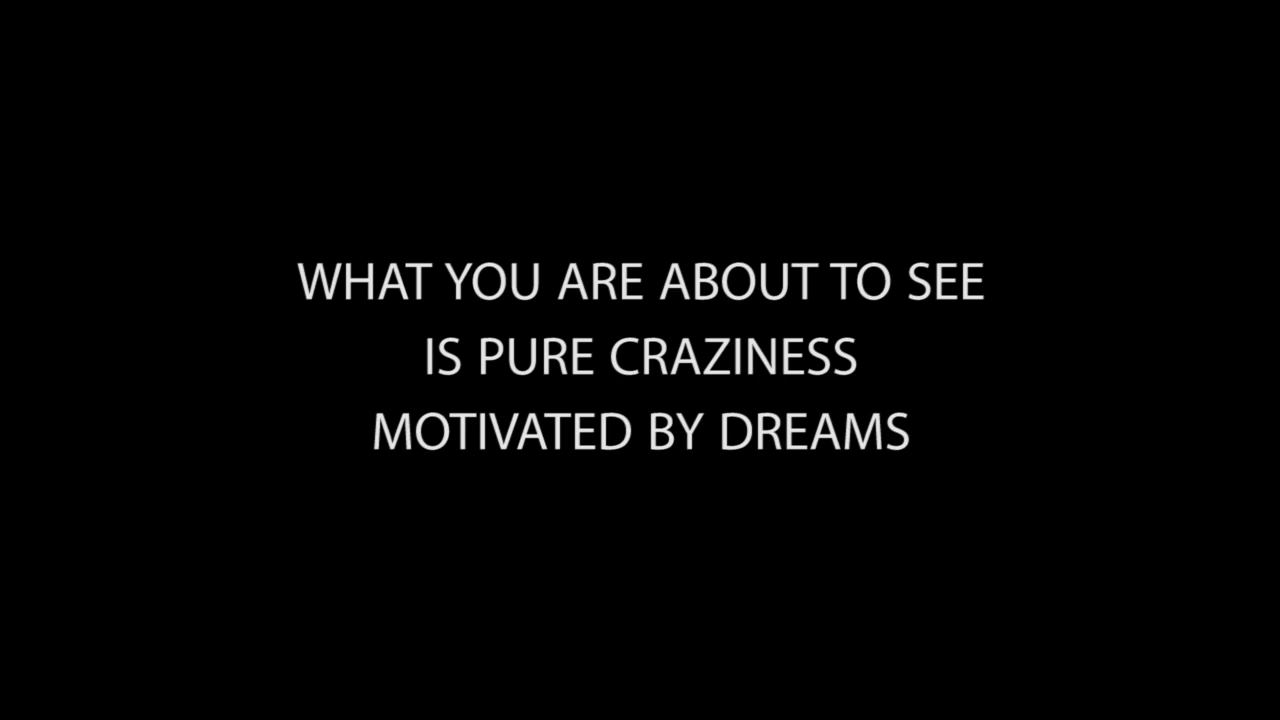 WHAT YOU ARE ABOUT TO SEE
IS PURE CRAZINESS
MOTIVATED BY DREAMS